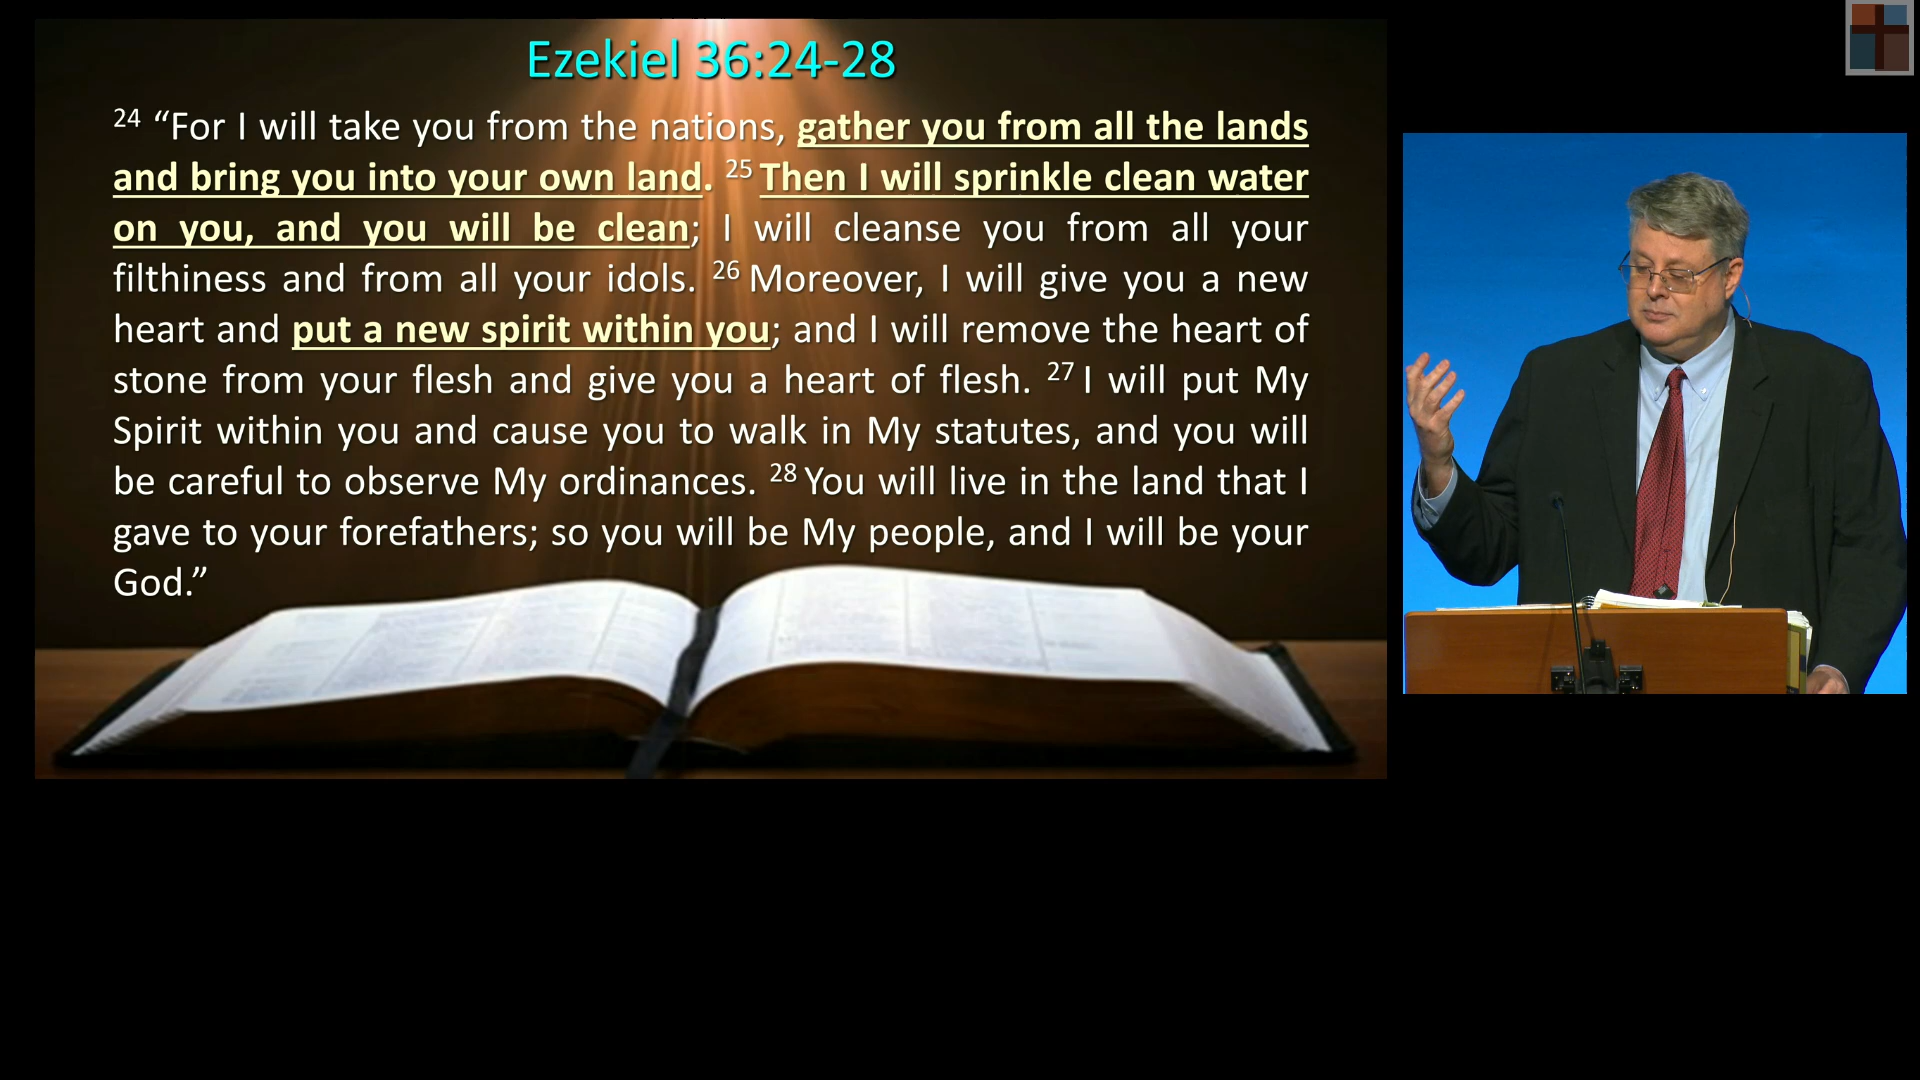 Ezekiel 36:24-28
24 “For I will take you from the nations, gather you from all the lands
and bring you into your own land. 25 Then I will sprinkle clean water
on you, and you will be clean; I will cleanse you from all your
filthiness and from all your idols. 26 Moreover, I will give you a new
heart and put a new spirit within you; and I will remove the heart of
stone from your flesh and give you a heart of flesh. 27 I will put My
Spirit within you and cause you to walk in My statutes, and you will
be careful to observe My ordinances. 28 You will live in the land that I
gave to your forefathers; so you will be My people, and I will be your
God.”